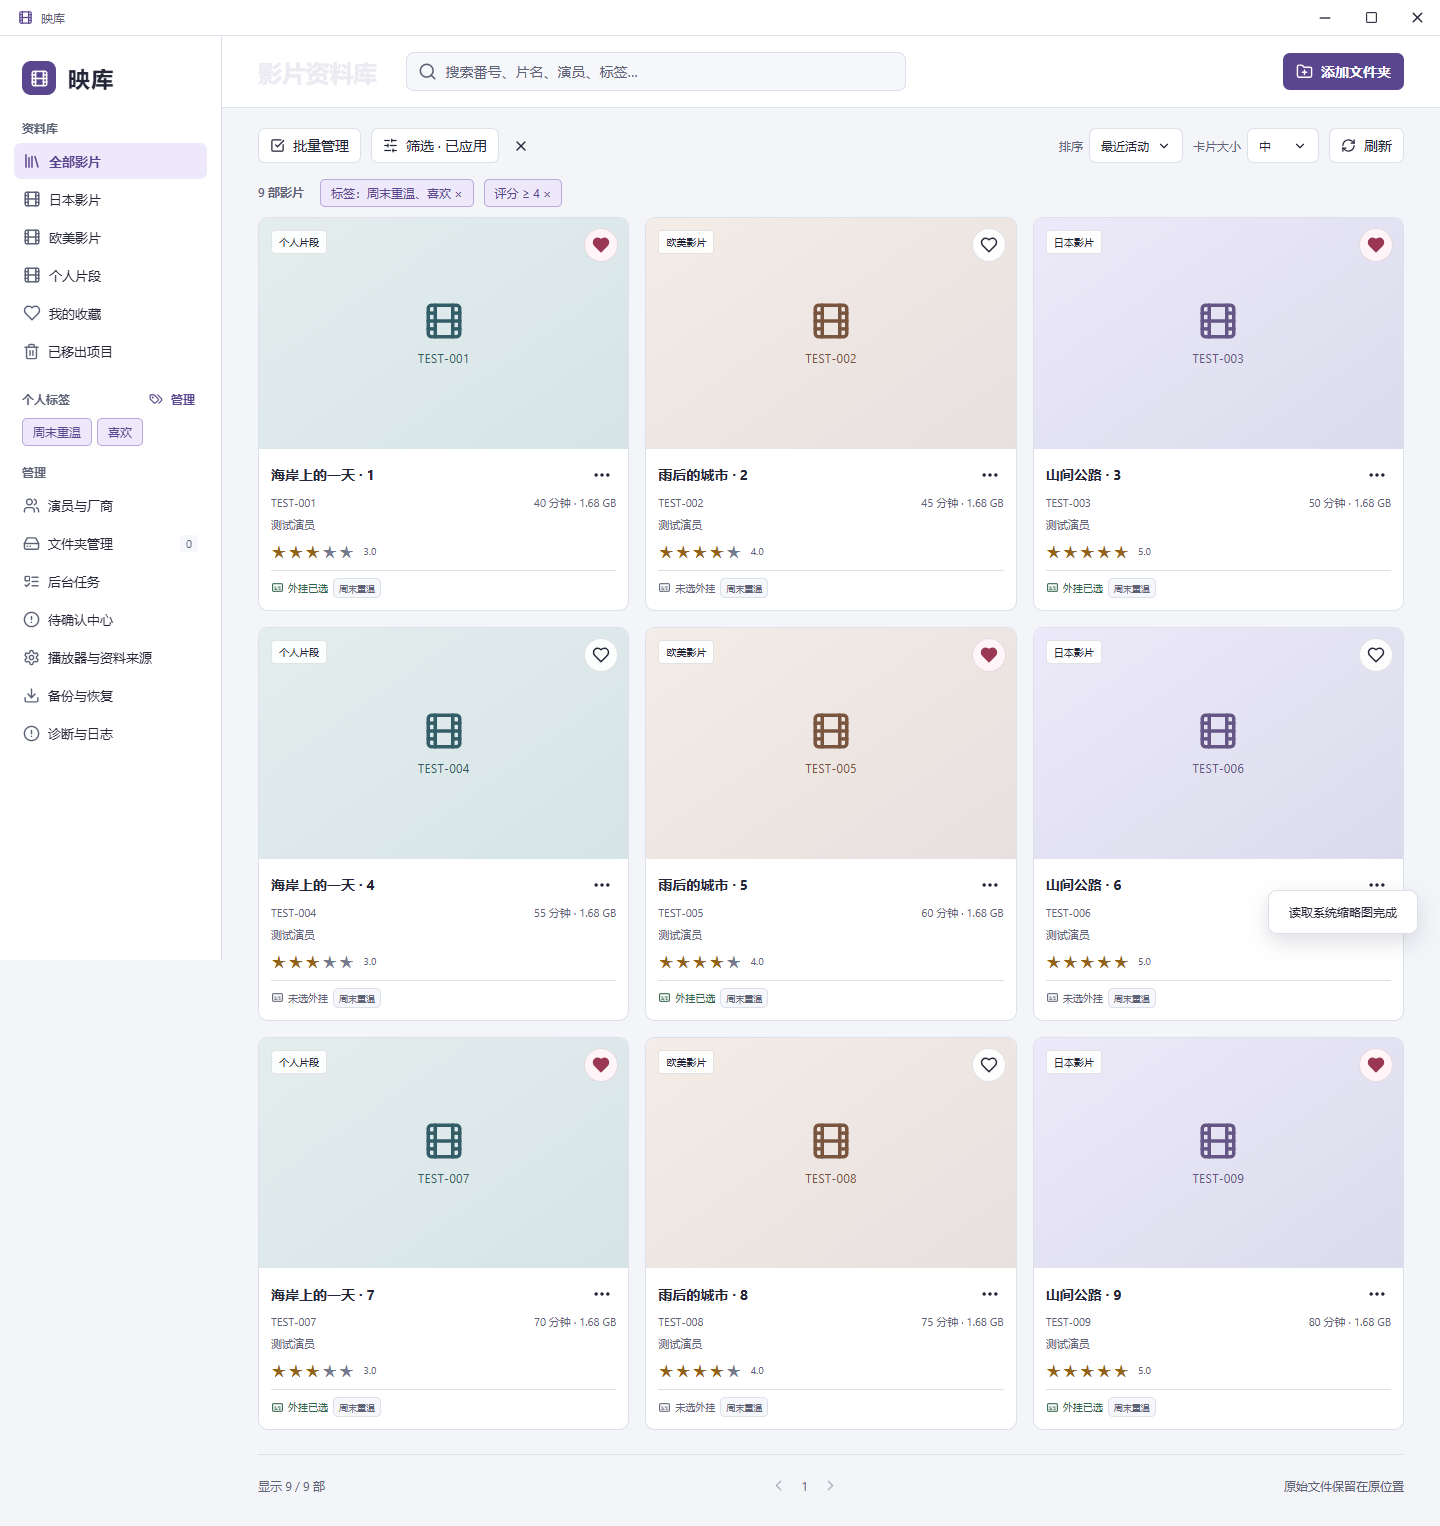 映库
映库
影片资料库
搜索番号、片名、演员、标签...
添加文件夹
资料库
全部影片
日本影片
欧美影片
个人片段
我的收藏
已移出项目
个人标签 管理
周末重温 喜欢
管理
演员与厂商
文件夹管理 0
后台任务
待确认中心
播放器与资料来源
备份与恢复
诊断与日志
批量管理 筛选 · 已应用 × 排序 最近活动 卡片大小 中 刷新
9 部影片 标签：周末重温、喜欢 × 评分 ≥ 4 ×
个人片段
TEST-001
海岸上的一天 · 1
TEST-001 40 分钟 · 1.68 GB
测试演员
★★★★★ 3.0
外挂已选 周末重温
欧美影片
TEST-002
雨后的城市 · 2
TEST-002 45 分钟 · 1.68 GB
测试演员
★★★★★ 4.0
未选外挂 周末重温
日本影片
TEST-003
山间公路 · 3
TEST-003 50 分钟 · 1.68 GB
测试演员
★★★★★ 5.0
外挂已选 周末重温
个人片段
TEST-004
海岸上的一天 · 4
TEST-004 55 分钟 · 1.68 GB
测试演员
★★★★★ 3.0
未选外挂 周末重温
欧美影片
TEST-005
雨后的城市 · 5
TEST-005 60 分钟 · 1.68 GB
测试演员
★★★★★ 4.0
外挂已选 周末重温
日本影片
TEST-006
山间公路 · 6
TEST-006
读取系统缩略图完成
测试演员
★★★★★ 5.0
未选外挂 周末重温
个人片段
TEST-007
海岸上的一天 · 7
TEST-007 70 分钟 · 1.68 GB
测试演员
★★★★★ 3.0
外挂已选 周末重温
欧美影片
TEST-008
雨后的城市 · 8
TEST-008 75 分钟 · 1.68 GB
测试演员
★★★★★ 4.0
未选外挂 周末重温
日本影片
TEST-009
山间公路 · 9
TEST-009 80 分钟 · 1.68 GB
测试演员
★★★★★ 5.0
外挂已选 周末重温
显示 9 / 9 部 1 原始文件保留在原位置